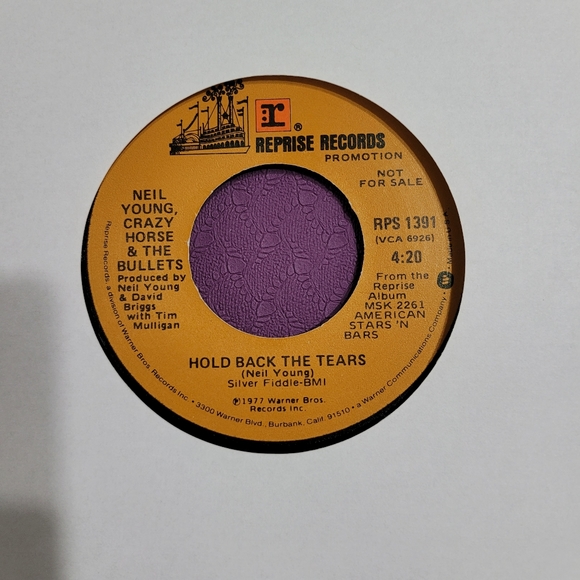 r®
REPRISE RECORDS
PROMOTION
NOT
FOR SALE
NEIL
YOUNG,
CRAZY
HORSE
& THE
BULLETS
Produced by
Neil Young
& David
Briggs
with Tim
Mulligan
RPS 1391
(VCA 6926)
4:20
From the
Reprise
Album
MSK 2261
AMERICAN
STARS 'N
BARS
HOLD BACK THE TEARS
(Neil Young)
Silver Fiddle-BMI
℗1977 Warner Bros.
Records Inc.
Reprise Records, a division of Warner Bros. Records Inc. • 3300 Warner Blvd., Burbank, Calif. 91510 • a Warner Communications Company •